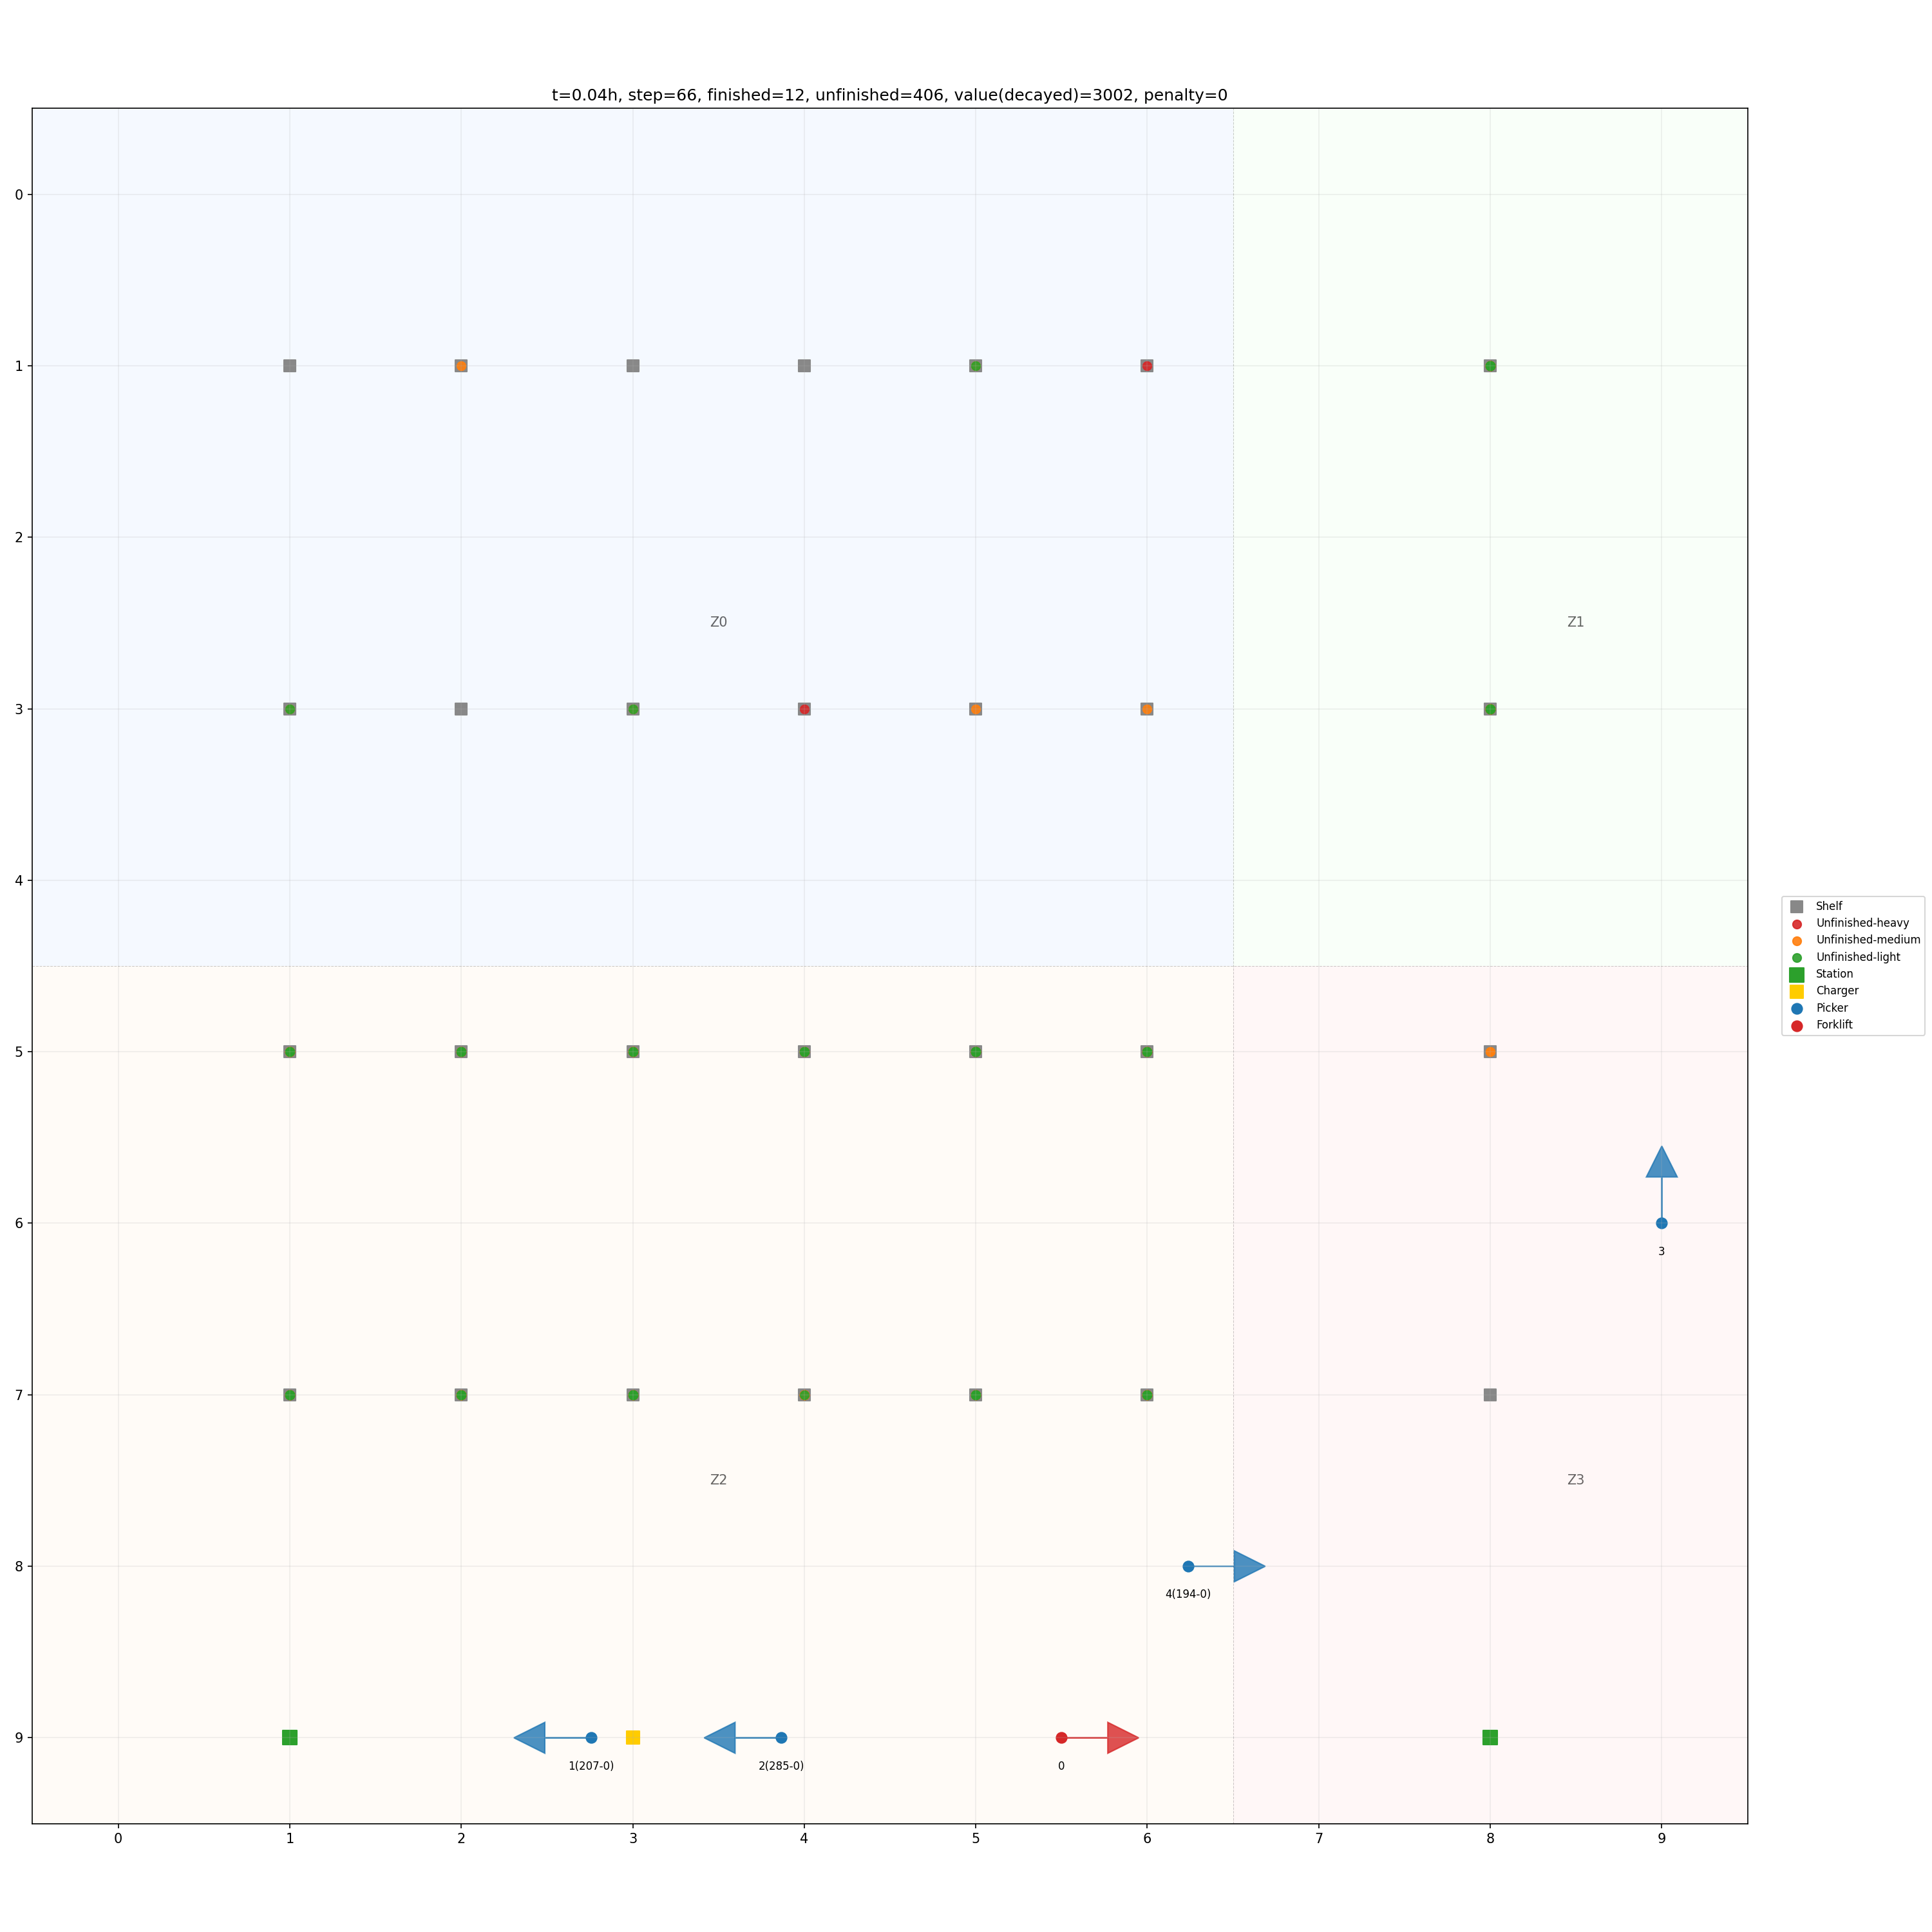 t=0.04h, step=66, finished=12, unfinished=406, value(decayed)=3002, penalty=0
0
1
2
Z0
Z1
3
4
Shelf
Unfinished-heavy
Unfinished-medium
Unfinished-light
Station
Charger
Picker
Forklift
5
6
3
7
Z2
Z3
8
4(194-0)
9
1(207-0)
2(285-0)
0
0
1
2
3
4
5
6
7
8
9